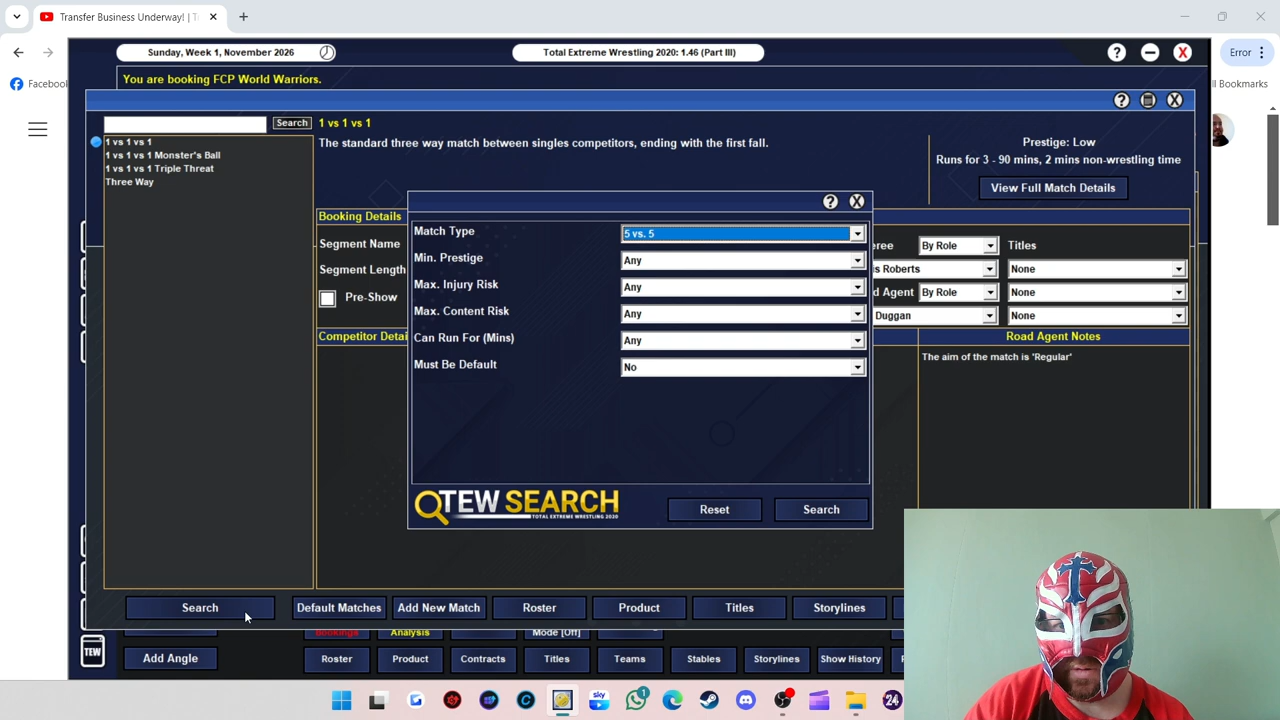 Transfer Business Underway! | T
Error
Facebook
ll Bookmarks
Sunday, Week 1, November 2026
Total Extreme Wrestling 2020: 1.46 (Part III)
You are booking FCP World Warriors.
Search
1 vs 1 vs 1
1 vs 1 vs 1
1 vs 1 vs 1 Monster's Ball
1 vs 1 vs 1 Triple Threat
Three Way
The standard three way match between singles competitors, ending with the first fall.
Prestige: Low
Runs for 3 - 90 mins, 2 mins non-wrestling time
View Full Match Details
Booking Details
Segment Name
Segment Length
Pre-Show
Competitor Detai
Match Type
5 vs. 5
Min. Prestige
Any
Max. Injury Risk
Any
Max. Content Risk
Any
Can Run For (Mins)
Any
Must Be Default
No
TEW SEARCH
TOTAL EXTREME WRESTLING 2020
Reset
Search
eree
By Role
Titles
is Roberts
None
d Agent
By Role
None
Duggan
None
Road Agent Notes
The aim of the match is 'Regular'
Search
Default Matches
Add New Match
Roster
Product
Titles
Storylines
Bookings
Analysis
Mode [Off]
TEW
Add Angle
Roster
Product
Contracts
Titles
Teams
Stables
Storylines
Show History
sky
1
24